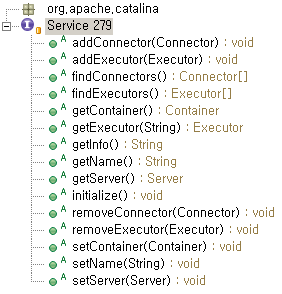 org,apache,catalina
Service 279
A addConnector(Connector) : void
A addExecutor(Executor) : void
A findConnectors() : Connector[]
A findExecutors() : Executor[]
A getContainer() : Container
A getExecutor(String) : Executor
A getInfo() : String
A getName() : String
A getServer() : Server
A initialize() : void
A removeConnector(Connector) : void
A removeExecutor(Executor) : void
A setContainer(Container) : void
A setName(String) : void
A setServer(Server) : void